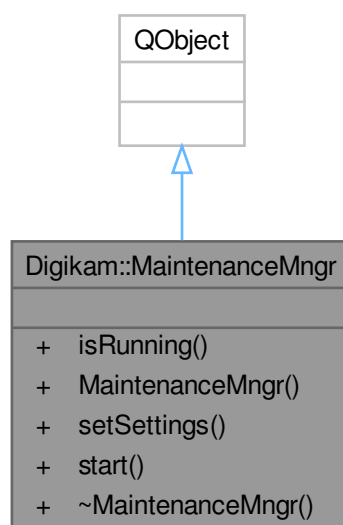 QObject
Digikam::MaintenanceMngr
+ isRunning()
+ MaintenanceMngr()
+ setSettings()
+ start()
+ ~MaintenanceMngr()